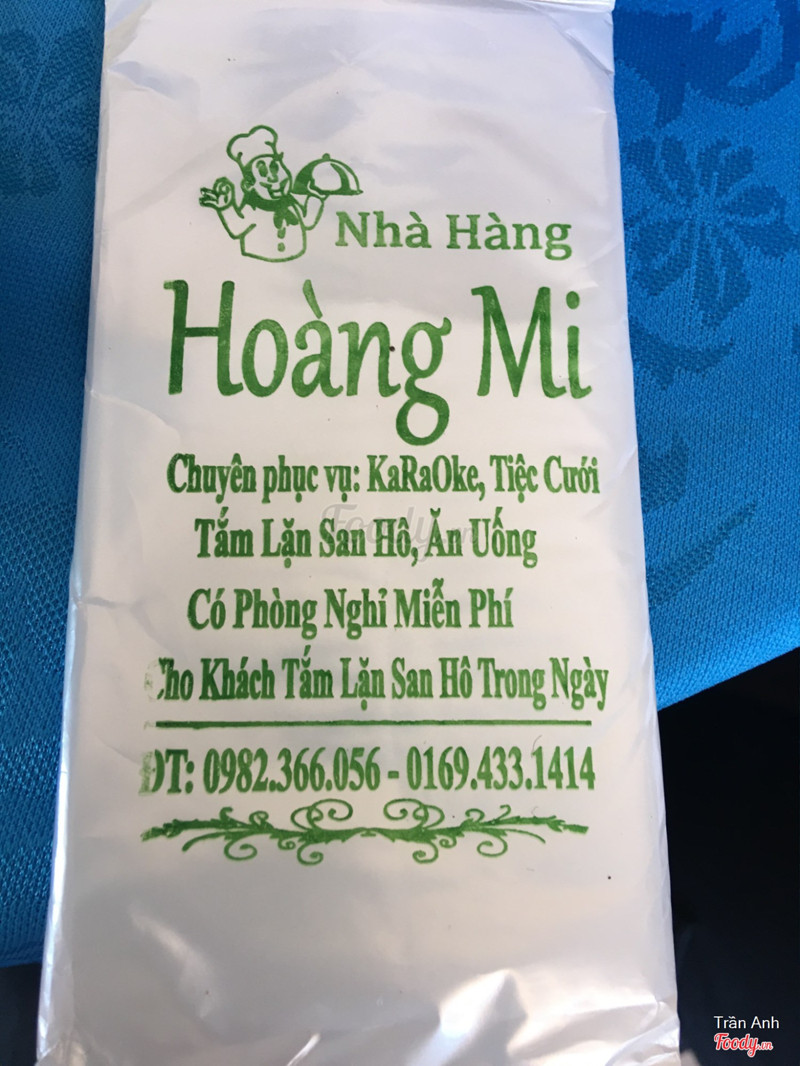 Nhà Hàng
Hoàng Mi
Chuyên phục vụ: KaRaOke, Tiệc Cưới
Tắm Lặn San Hô, Ăn Uống
Có Phòng Nghỉ Miễn Phí
Cho Khách Tắm Lặn San Hô Trong Ngày
ĐT: 0982.366.056 - 0169.433.1414
Foody.vn
Trần Anh
Foody.vn